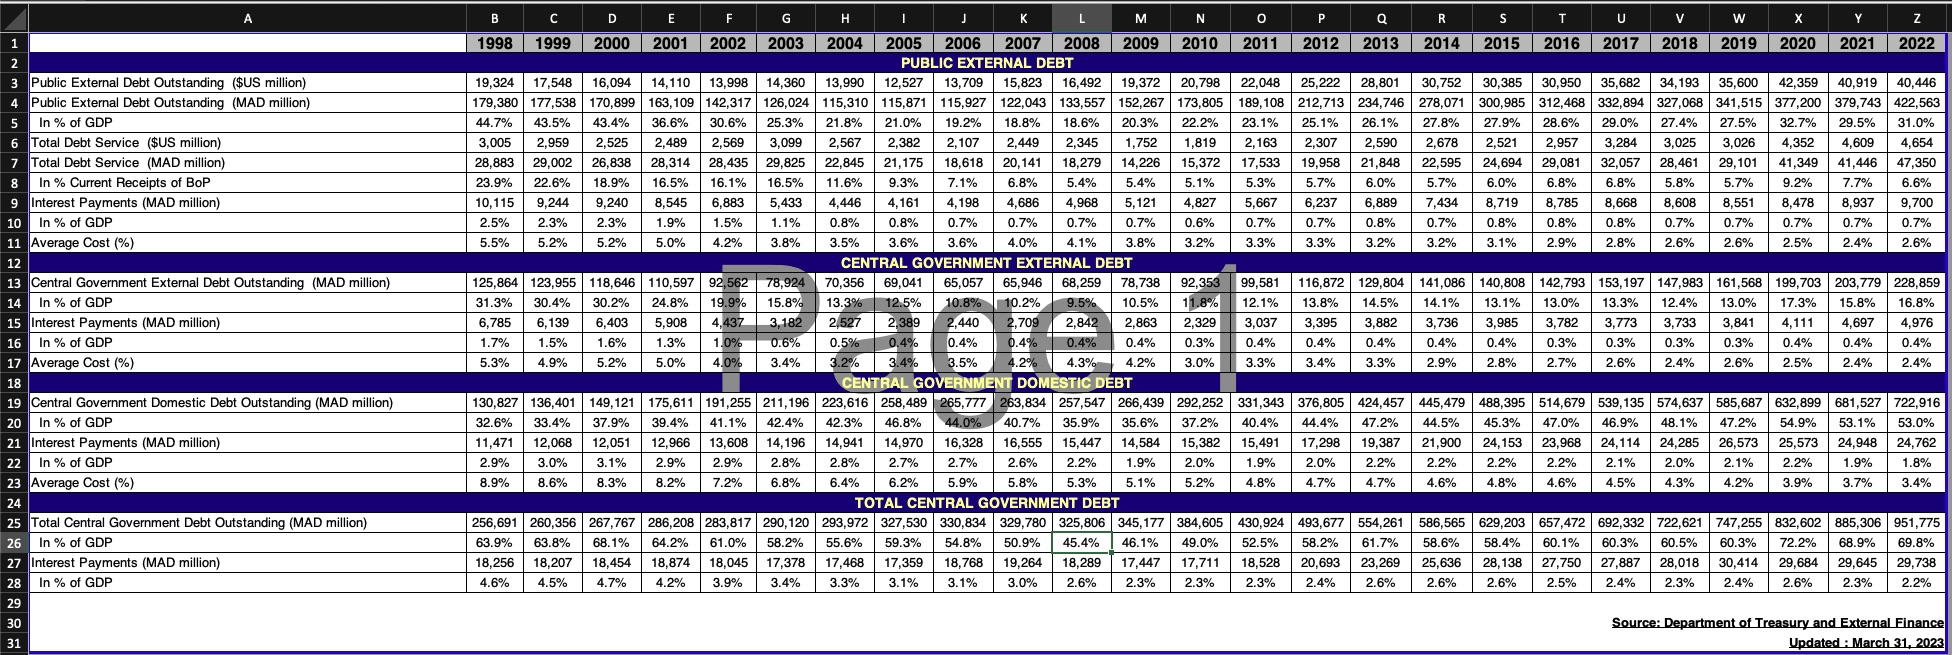 A B C D E F G H I J K L M N O P Q R S T U V W X Y Z
1 1998 1999 2000 2001 2002 2003 2004 2005 2006 2007 2008 2009 2010 2011 2012 2013 2014 2015 2016 2017 2018 2019 2020 2021 2022
2 PUBLIC EXTERNAL DEBT
3 Public External Debt Outstanding ($US million) 19,324 17,548 16,094 14,110 13,998 14,360 13,990 12,527 13,709 15,823 16,492 19,372 20,798 22,048 25,222 28,801 30,752 30,385 30,950 35,682 34,193 35,600 42,359 40,919 40,446
4 Public External Debt Outstanding (MAD million) 179,380 177,538 170,899 163,109 142,317 126,024 115,310 115,871 115,927 122,043 133,557 152,267 173,805 189,108 212,713 234,746 278,071 300,985 312,468 332,894 327,068 341,515 377,200 379,743 422,563
5 In % of GDP 44.7% 43.5% 43.4% 36.6% 30.6% 25.3% 21.8% 21.0% 19.2% 18.8% 18.6% 20.3% 22.2% 23.1% 25.1% 26.1% 27.8% 27.9% 28.6% 29.0% 27.4% 27.5% 32.7% 29.5% 31.0%
6 Total Debt Service ($US million) 3,005 2,959 2,525 2,489 2,569 3,099 2,567 2,382 2,107 2,449 2,345 1,752 1,819 2,163 2,307 2,590 2,678 2,521 2,957 3,284 3,025 3,026 4,352 4,609 4,654
7 Total Debt Service (MAD million) 28,883 29,002 26,838 28,314 28,435 29,825 22,845 21,175 18,618 20,141 18,279 14,226 15,372 17,533 19,958 21,848 22,595 24,694 29,081 32,057 28,461 29,101 41,349 41,446 47,350
8 In % Current Receipts of BoP 23.9% 22.6% 18.9% 16.5% 16.1% 16.5% 11.6% 9.3% 7.1% 6.8% 5.4% 5.4% 5.1% 5.3% 5.7% 6.0% 5.7% 6.0% 6.8% 6.8% 5.8% 5.7% 9.2% 7.7% 6.6%
9 Interest Payments (MAD million) 10,115 9,244 9,240 8,545 6,883 5,433 4,446 4,161 4,198 4,686 4,968 5,121 4,827 5,667 6,237 6,889 7,434 8,719 8,785 8,668 8,608 8,551 8,478 8,937 9,700
10 In % of GDP 2.5% 2.3% 2.3% 1.9% 1.5% 1.1% 0.8% 0.8% 0.7% 0.7% 0.7% 0.7% 0.6% 0.7% 0.7% 0.8% 0.7% 0.8% 0.8% 0.8% 0.7% 0.7% 0.7% 0.7% 0.7%
11 Average Cost (%) 5.5% 5.2% 5.2% 5.0% 4.2% 3.8% 3.5% 3.6% 3.6% 4.0% 4.1% 3.8% 3.2% 3.3% 3.3% 3.2% 3.2% 3.1% 2.9% 2.8% 2.6% 2.6% 2.5% 2.4% 2.6%
12 CENTRAL GOVERNMENT EXTERNAL DEBT
13 Central Government External Debt Outstanding (MAD million) 125,864 123,955 118,646 110,597 92,562 78,924 70,356 69,041 65,057 65,946 68,259 78,738 92,353 99,581 116,872 129,804 141,086 140,808 142,793 153,197 147,983 161,568 199,703 203,779 228,859
14 In % of GDP 31.3% 30.4% 30.2% 24.8% 19.9% 15.8% 13.3% 12.5% 10.8% 10.2% 9.5% 10.5% 11.8% 12.1% 13.8% 14.5% 14.1% 13.1% 13.0% 13.3% 12.4% 13.0% 17.3% 15.8% 16.8%
15 Interest Payments (MAD million) 6,785 6,139 6,403 5,908 4,437 3,182 2,527 2,389 2,440 2,709 2,842 2,863 2,329 3,037 3,395 3,882 3,736 3,985 3,782 3,773 3,733 3,841 4,111 4,697 4,976
16 In % of GDP 1.7% 1.5% 1.6% 1.3% 1.0% 0.6% 0.5% 0.4% 0.4% 0.4% 0.4% 0.4% 0.3% 0.4% 0.4% 0.4% 0.4% 0.4% 0.3% 0.3% 0.3% 0.3% 0.4% 0.4% 0.4%
17 Average Cost (%) 5.3% 4.9% 5.2% 5.0% 4.0% 3.4% 3.2% 3.4% 3.5% 4.2% 4.3% 4.2% 3.0% 3.3% 3.4% 3.3% 2.9% 2.8% 2.7% 2.6% 2.4% 2.6% 2.5% 2.4% 2.4%
Page 1
18 CENTRAL GOVERNMENT DOMESTIC DEBT
19 Central Government Domestic Debt Outstanding (MAD million) 130,827 136,401 149,121 175,611 191,255 211,196 223,616 258,489 265,777 263,834 257,547 266,439 292,252 331,343 376,805 424,457 445,479 488,395 514,679 539,135 574,637 585,687 632,899 681,527 722,916
20 In % of GDP 32.6% 33.4% 37.9% 39.4% 41.1% 42.4% 42.3% 46.8% 44.0% 40.7% 35.9% 35.6% 37.2% 40.4% 44.4% 47.2% 44.5% 45.3% 47.0% 46.9% 48.1% 47.2% 54.9% 53.1% 53.0%
21 Interest Payments (MAD million) 11,471 12,068 12,051 12,966 13,608 14,196 14,941 14,970 16,328 16,555 15,447 14,584 15,382 15,491 17,298 19,387 21,900 24,153 23,968 24,114 24,285 26,573 25,573 24,948 24,762
22 In % of GDP 2.9% 3.0% 3.1% 2.9% 2.9% 2.8% 2.8% 2.7% 2.7% 2.6% 2.2% 1.9% 2.0% 1.9% 2.0% 2.2% 2.2% 2.2% 2.2% 2.1% 2.0% 2.1% 2.2% 1.9% 1.8%
23 Average Cost (%) 8.9% 8.6% 8.3% 8.2% 7.2% 6.8% 6.4% 6.2% 5.9% 5.8% 5.3% 5.1% 5.2% 4.8% 4.7% 4.7% 4.6% 4.8% 4.6% 4.5% 4.3% 4.2% 3.9% 3.7% 3.4%
24 TOTAL CENTRAL GOVERNMENT DEBT
25 Total Central Government Debt Outstanding (MAD million) 256,691 260,356 267,767 286,208 283,817 290,120 293,972 327,530 330,834 329,780 325,806 345,177 384,605 430,924 493,677 554,261 586,565 629,203 657,472 692,332 722,621 747,255 832,602 885,306 951,775
26 In % of GDP 63.9% 63.8% 68.1% 64.2% 61.0% 58.2% 55.6% 59.3% 54.8% 50.9% 45.4% 46.1% 49.0% 52.5% 58.2% 61.7% 58.6% 58.4% 60.1% 60.3% 60.5% 60.3% 72.2% 68.9% 69.8%
27 Interest Payments (MAD million) 18,256 18,207 18,454 18,874 18,045 17,378 17,468 17,359 18,768 19,264 18,289 17,447 17,711 18,528 20,693 23,269 25,636 28,138 27,750 27,887 28,018 30,414 29,684 29,645 29,738
28 In % of GDP 4.6% 4.5% 4.7% 4.2% 3.9% 3.4% 3.3% 3.1% 3.1% 3.0% 2.6% 2.3% 2.3% 2.3% 2.4% 2.6% 2.6% 2.6% 2.5% 2.4% 2.3% 2.4% 2.6% 2.3% 2.2%
29
30 Source: Department of Treasury and External Finance
31 Updated : March 31, 2023